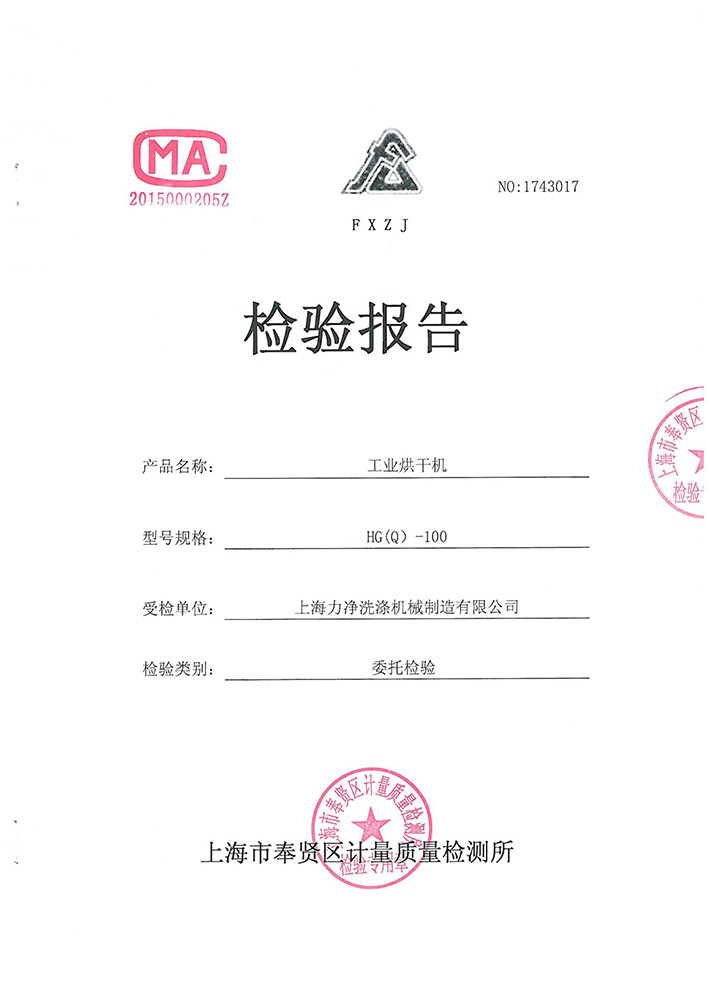 CMA
2015000205Z
FXZJ
NO:1743017
检验报告
产品名称： 工业烘干机
型号规格： HG(Q）-100
受检单位： 上海力净洗涤机械制造有限公司
检验类别： 委托检验
上海市奉贤区
检验
上海市奉贤区计量质量检测所
检验专用章
上海市奉贤区计量质量检测所